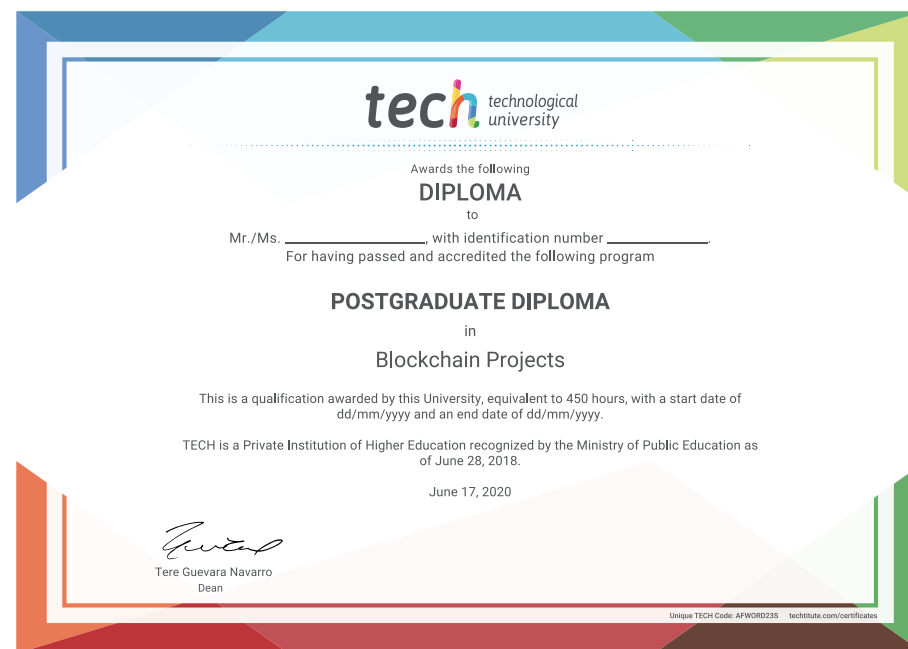 tech technological
university
Awards the following
DIPLOMA
to
Mr./Ms. ____________________, with identification number ______________.
For having passed and accredited the following program
POSTGRADUATE DIPLOMA
in
Blockchain Projects
This is a qualification awarded by this University, equivalent to 450 hours, with a start date of
dd/mm/yyyy and an end date of dd/mm/yyyy.
TECH is a Private Institution of Higher Education recognized by the Ministry of Public Education as
of June 28, 2018.
June 17, 2020
Tere Guevara Navarro
Dean
Unique TECH Code: AFWORD23S techtitute.com/certificates